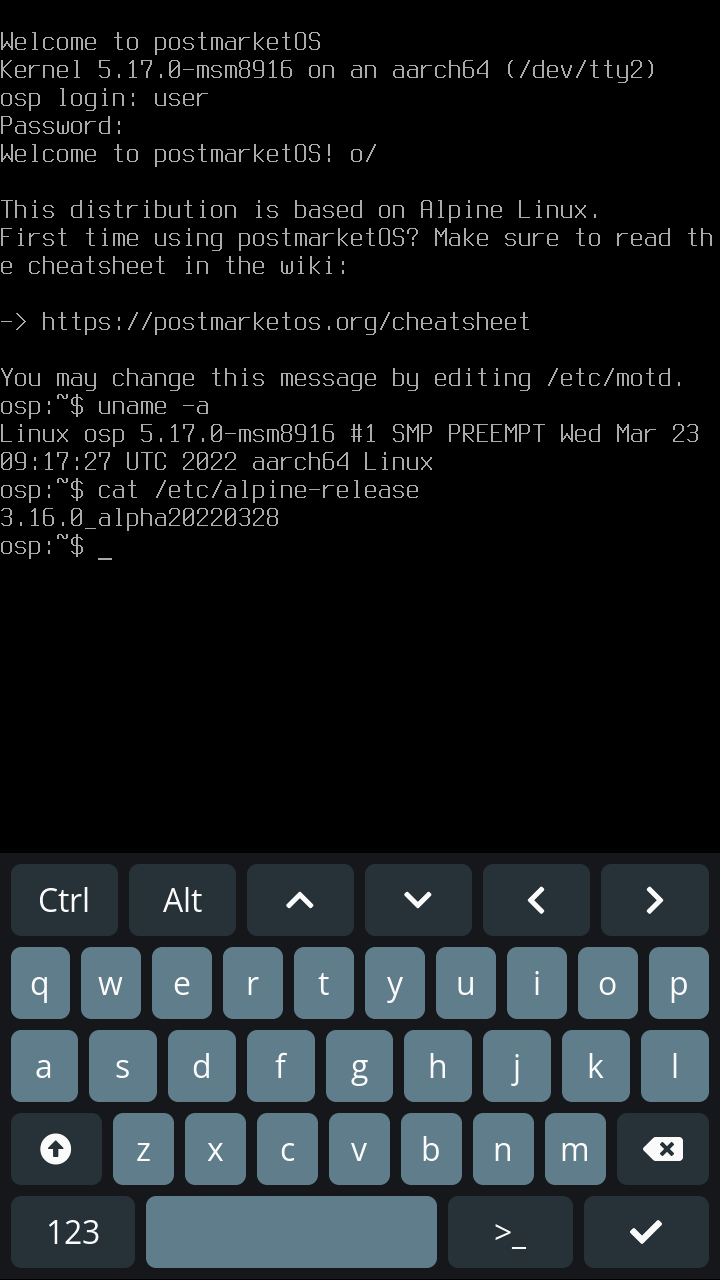 Welcome to postmarketOS
Kernel 5.17.0-msm8916 on an aarch64 (/dev/tty2)
osp login: user
Password:
Welcome to postmarketOS! o/
This distribution is based on Alpine Linux.
First time using postmarketOS? Make sure to read th
e cheatsheet in the wiki:
-> https://postmarketos.org/cheatsheet
You may change this message by editing /etc/motd.
osp:~$ uname -a
Linux osp 5.17.0-msm8916 #1 SMP PREEMPT Wed Mar 23
09:17:27 UTC 2022 aarch64 Linux
osp:~$ cat /etc/alpine-release
3.16.0_alpha20220328
osp:~$ _
Ctrl Alt
q w e r t y u i o p
a s d f g h j k l
z x c v b n m
123 >_